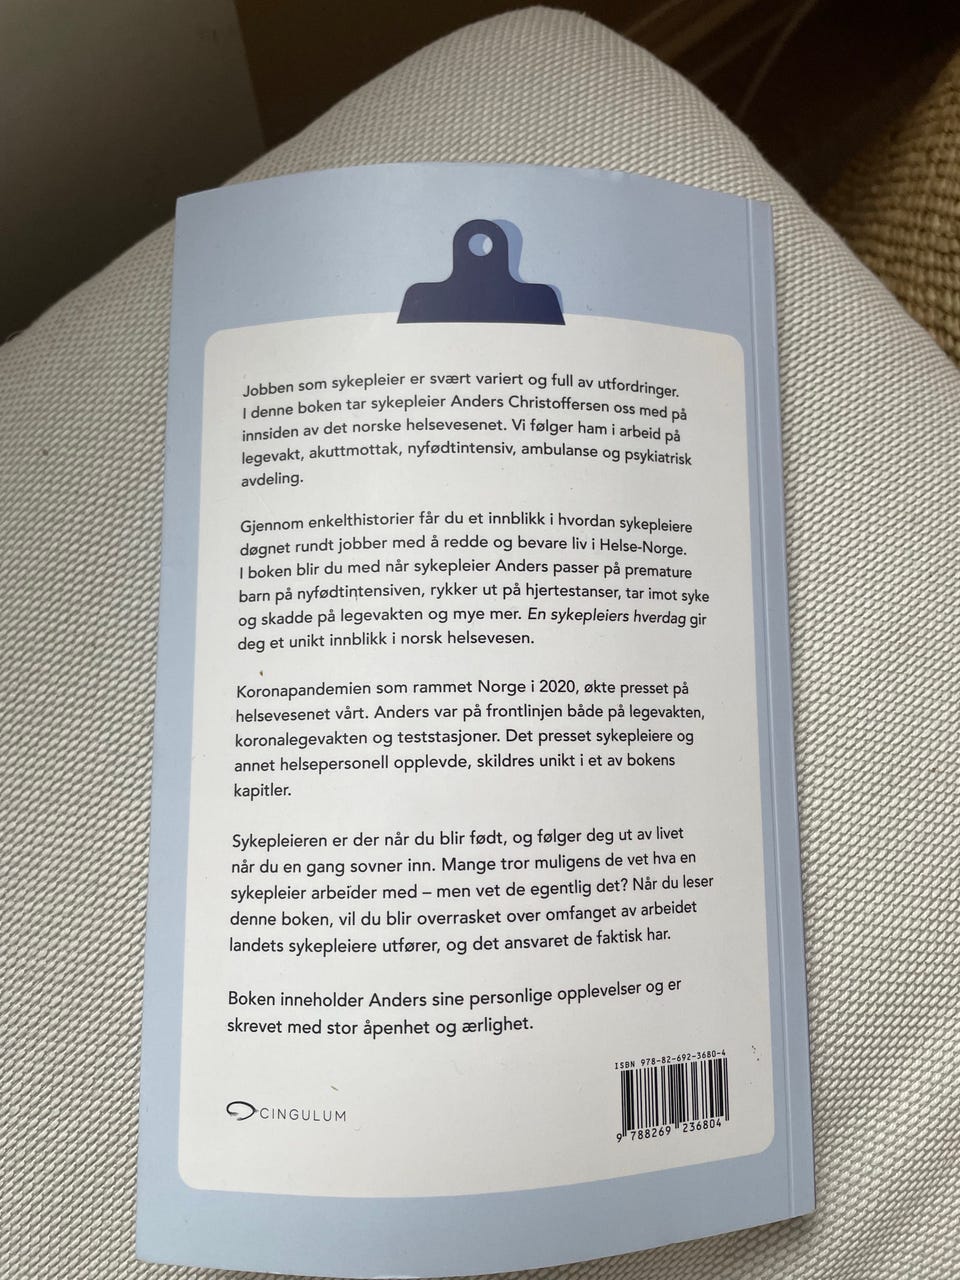 Jobben som sykepleier er svært variert og full av utfordringer.
I denne boken tar sykepleier Anders Christoffersen oss med på
innsiden av det norske helsevesenet. Vi følger ham i arbeid på
legevakt, akuttmottak, nyfødtintensiv, ambulanse og psykiatrisk
avdeling.
Gjennom enkelthistorier får du et innblikk i hvordan sykepleiere
døgnet rundt jobber med å redde og bevare liv i Helse-Norge.
I boken blir du med når sykepleier Anders passer på premature
barn på nyfødtintensiven, rykker ut på hjertestanser, tar imot syke
og skadde på legevakten og mye mer. En sykepleiers hverdag gir
deg et unikt innblikk i norsk helsevesen.
Koronapandemien som rammet Norge i 2020, økte presset på
helsevesenet vårt. Anders var på frontlinjen både på legevakten,
koronalegevakten og teststasjoner. Det presset sykepleiere og
annet helsepersonell opplevde, skildres unikt i et av bokens
kapitler.
Sykepleieren er der når du blir født, og følger deg ut av livet
når du en gang sovner inn. Mange tror muligens de vet hva en
sykepleier arbeider med – men vet de egentlig det? Når du leser
denne boken, vil du blir overrasket over omfanget av arbeidet
landets sykepleiere utfører, og det ansvaret de faktisk har.
Boken inneholder Anders sine personlige opplevelser og er
skrevet med stor åpenhet og ærlighet.
CINGULUM
ISBN 978-82-692-3680-4
9 788269 236804